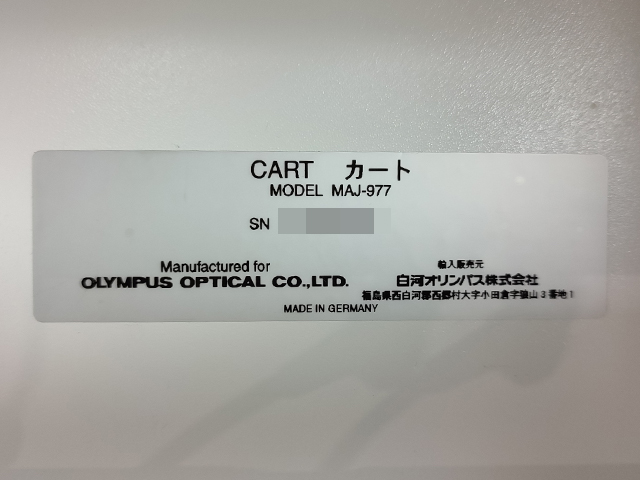 CART カート
MODEL MAJ-977
SN
Manufactured for
OLYMPUS OPTICAL CO.,LTD.
輸入販売元
白河オリンパス株式会社
福島県西白河郡西郷村大字小田倉字狼山3番地1
MADE IN GERMANY